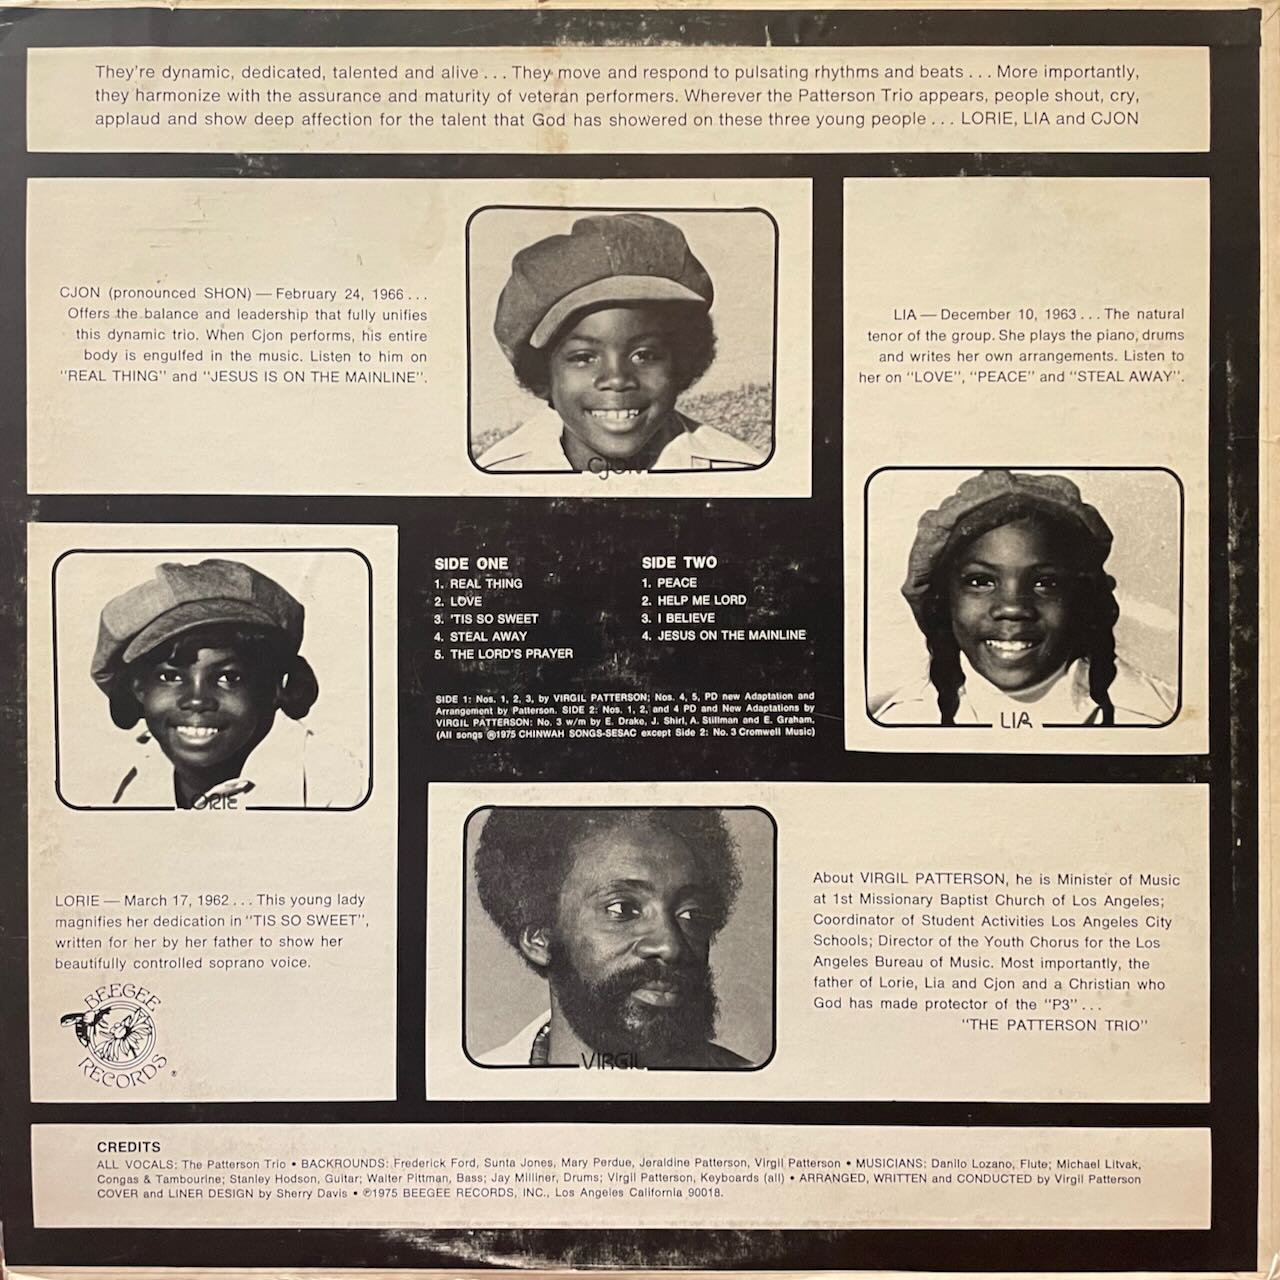 They're dynamic, dedicated, talented and alive . . . They move and respond to pulsating rhythms and beats . . . More importantly,
they harmonize with the assurance and maturity of veteran performers. Wherever the Patterson Trio appears, people shout, cry,
applaud and show deep affection for the talent that God has showered on these three young people . . . LORIE, LIA and CJON
CJON (pronounced SHON) — February 24, 1966 . . .
Offers the balance and leadership that fully unifies
this dynamic trio. When Cjon performs, his entire
body is engulfed in the music. Listen to him on
"REAL THING" and "JESUS IS ON THE MAINLINE".
CJON
LIA — December 10, 1963 . . . The natural
tenor of the group. She plays the piano, drums
and writes her own arrangements. Listen to
her on "LOVE", "PEACE" and "STEAL AWAY".
LIA
LORIE
LORIE — March 17, 1962 . . . This young lady
magnifies her dedication in "TIS SO SWEET",
written for her by her father to show her
beautifully controlled soprano voice.
BEEGEE
RECORDS ®
SIDE ONE
1. REAL THING
2. LOVE
3. 'TIS SO SWEET
4. STEAL AWAY
5. THE LORD'S PRAYER
SIDE TWO
1. PEACE
2. HELP ME LORD
3. I BELIEVE
4. JESUS ON THE MAINLINE
SIDE 1: Nos. 1, 2, 3, by VIRGIL PATTERSON; Nos. 4, 5, PD new Adaptation and
Arrangement by Patterson. SIDE 2: Nos. 1, 2, and 4 PD and New Adaptations by
VIRGIL PATTERSON: No. 3 w/m by E. Drake, J. Shirl, A. Stillman and E. Graham.
(All songs ℗1975 CHINWAH SONGS-SESAC except Side 2: No. 3 Cromwell Music)
VIRGIL
About VIRGIL PATTERSON, he is Minister of Music
at 1st Missionary Baptist Church of Los Angeles;
Coordinator of Student Activities Los Angeles City
Schools; Director of the Youth Chorus for the Los
Angeles Bureau of Music. Most importantly, the
father of Lorie, Lia and Cjon and a Christian who
God has made protector of the "P3" . . .
"THE PATTERSON TRIO"
CREDITS
ALL VOCALS: The Patterson Trio • BACKROUNDS: Frederick Ford, Sunta Jones, Mary Perdue, Jeraldine Patterson, Virgil Patterson • MUSICIANS: Danilo Lozano, Flute; Michael Litvak,
Congas & Tambourine; Stanley Hodson, Guitar; Walter Pittman, Bass; Jay Milliner, Drums; Virgil Patterson, Keyboards (all) • ARRANGED, WRITTEN and CONDUCTED by Virgil Patterson
COVER and LINER DESIGN by Sherry Davis • ℗1975 BEEGEE RECORDS, INC., Los Angeles California 90018.